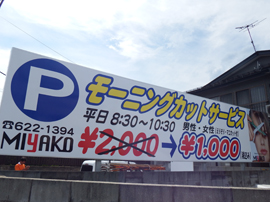 P
モーニングカットサービス
平日 8:30~10:30
男性・女性
☎622-1394
MIYAKO
¥2,000→¥1,000